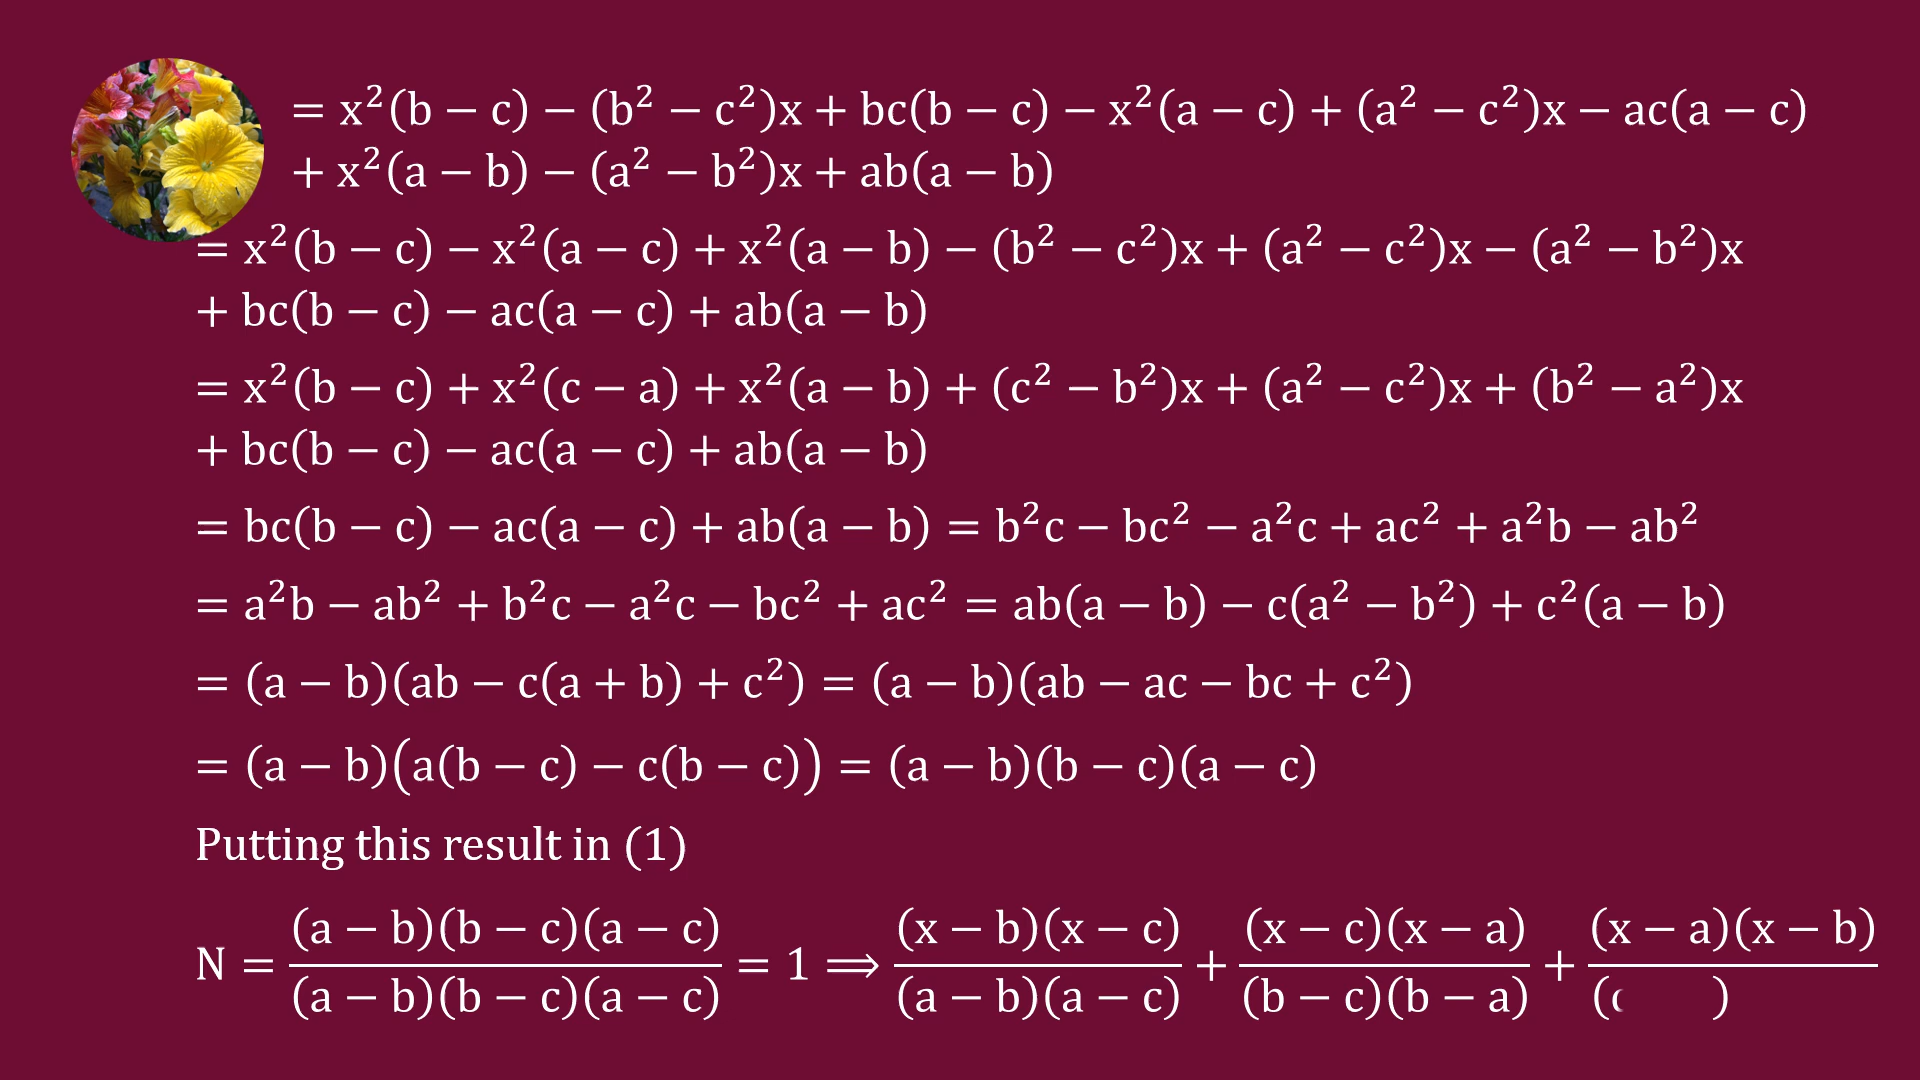 = x²(b − c) − (b² − c²)x + bc(b − c) − x²(a − c) + (a² − c²)x − ac(a − c)
+ x²(a − b) − (a² − b²)x + ab(a − b)
= x²(b − c) − x²(a − c) + x²(a − b) − (b² − c²)x + (a² − c²)x − (a² − b²)x
+ bc(b − c) − ac(a − c) + ab(a − b)
= x²(b − c) + x²(c − a) + x²(a − b) + (c² − b²)x + (a² − c²)x + (b² − a²)x
+ bc(b − c) − ac(a − c) + ab(a − b)
= bc(b − c) − ac(a − c) + ab(a − b) = b²c − bc² − a²c + ac² + a²b − ab²
= a²b − ab² + b²c − a²c − bc² + ac² = ab(a − b) − c(a² − b²) + c²(a − b)
= (a − b)(ab − c(a + b) + c²) = (a − b)(ab − ac − bc + c²)
= (a − b)(a(b − c) − c(b − c)) = (a − b)(b − c)(a − c)
Putting this result in (1)
N = (a − b)(b − c)(a − c) / (a − b)(b − c)(a − c) = 1 ⟹ (x − b)(x − c) / (a − b)(a − c) + (x − c)(x − a) / (b − c)(b − a) + (x − a)(x − b) / ( )